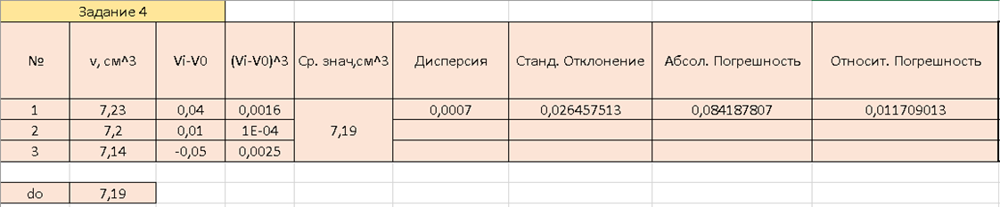 Задание 4
№ v, см^3 Vi-V0 (Vi-V0)^3 Ср. знач,см^3 Дисперсия Станд. Отклонение Абсол. Погрешность Относит. Погрешность
1 7,23 0,04 0,0016 0,0007 0,026457513 0,084187807 0,011709013
2 7,2 0,01 1E-04 7,19
3 7,14 -0,05 0,0025
do 7,19